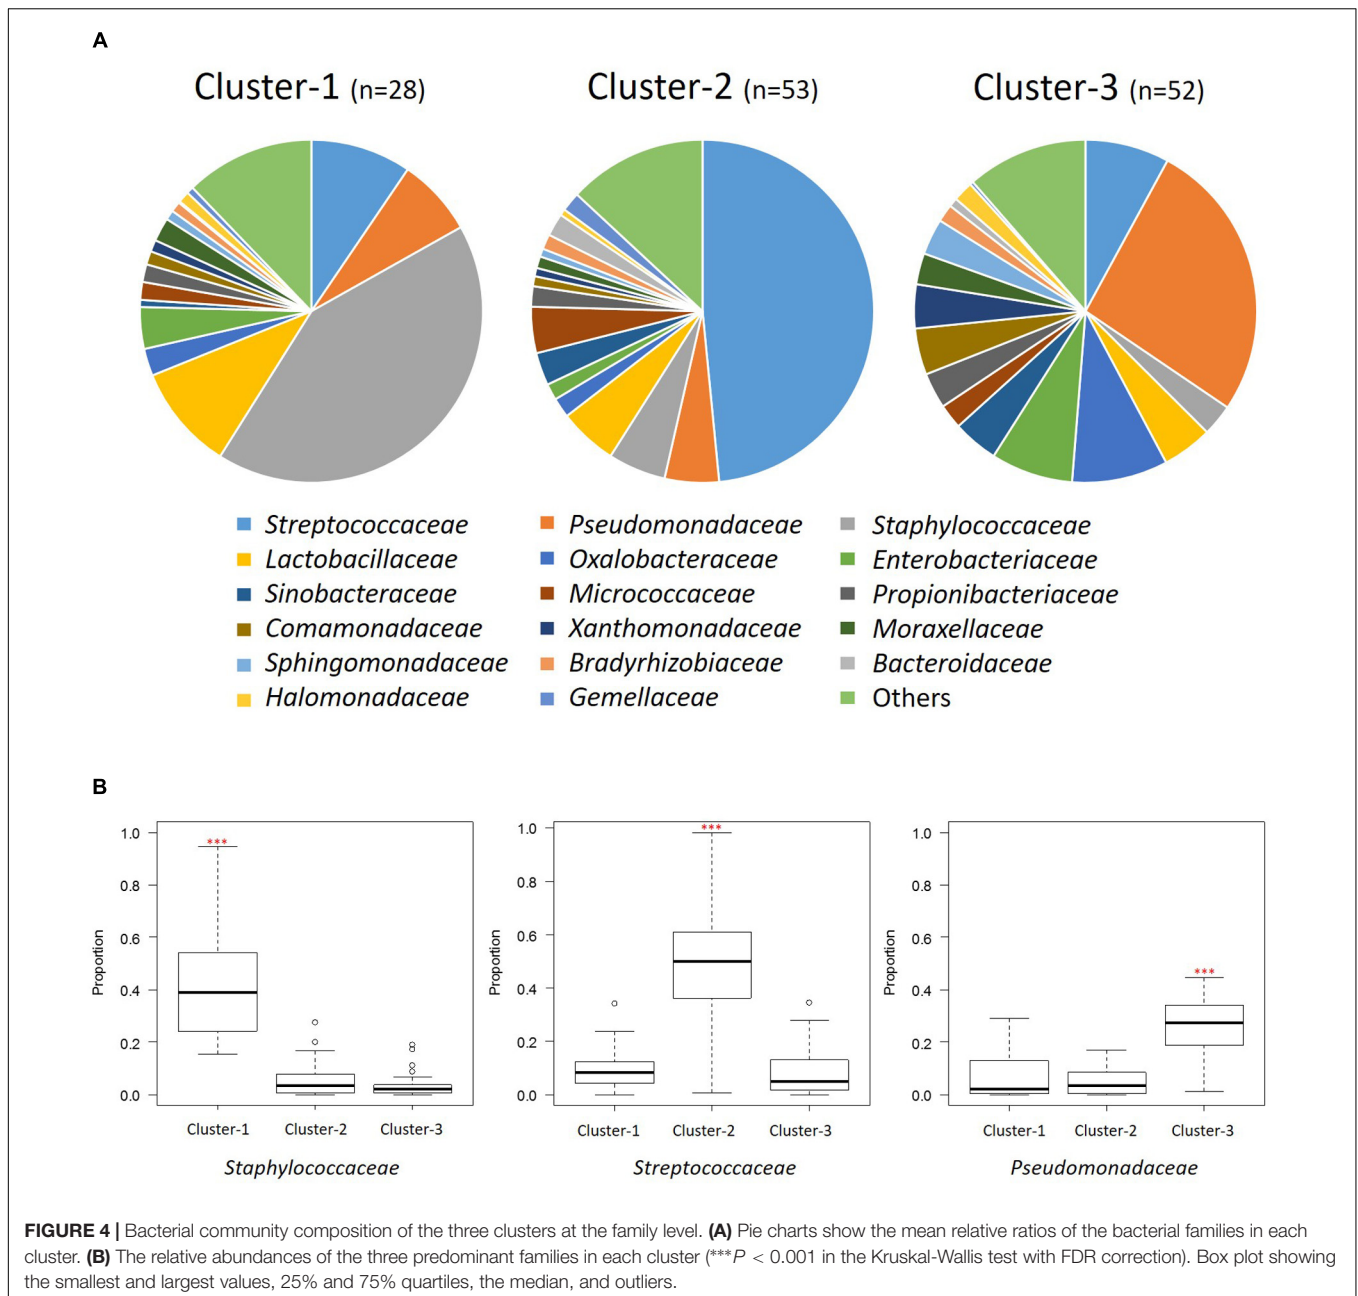 A
Cluster-1 (n=28)
Cluster-2 (n=53)
Cluster-3 (n=52)
Streptococcaceae
Pseudomonadaceae
Staphylococcaceae
Lactobacillaceae
Oxalobacteraceae
Enterobacteriaceae
Sinobacteraceae
Micrococcaceae
Propionibacteriaceae
Comamonadaceae
Xanthomonadaceae
Moraxellaceae
Sphingomonadaceae
Bradyrhizobiaceae
Bacteroidaceae
Halomonadaceae
Gemellaceae
Others
B
Proportion
1.0
0.8
0.6
0.4
0.2
0.0
***
Cluster-1
Cluster-2
Cluster-3
Staphylococcaceae
Proportion
1.0
0.8
0.6
0.4
0.2
0.0
***
Cluster-1
Cluster-2
Cluster-3
Streptococcaceae
Proportion
1.0
0.8
0.6
0.4
0.2
0.0
***
Cluster-1
Cluster-2
Cluster-3
Pseudomonadaceae
FIGURE 4 | Bacterial community composition of the three clusters at the family level. (A) Pie charts show the mean relative ratios of the bacterial families in each
cluster. (B) The relative abundances of the three predominant families in each cluster (***P < 0.001 in the Kruskal-Wallis test with FDR correction). Box plot showing
the smallest and largest values, 25% and 75% quartiles, the median, and outliers.